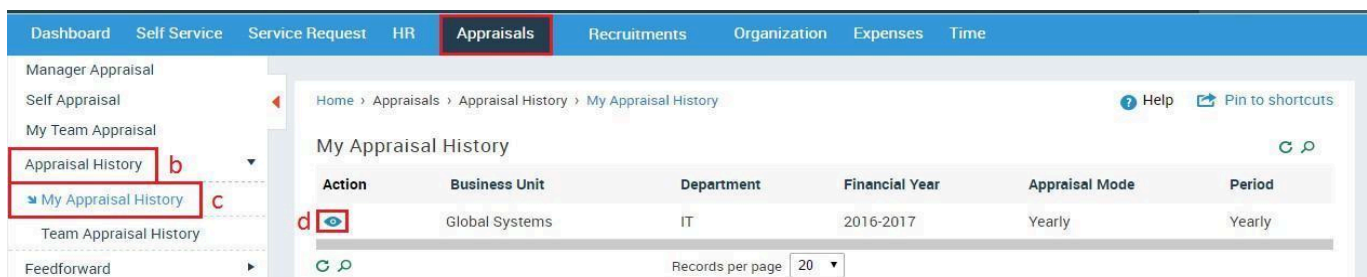 Dashboard Self Service Service Request HR Appraisals Recruitments Organization Expenses Time
Manager Appraisal
Self Appraisal
My Team Appraisal
Appraisal History b
My Appraisal History c
Team Appraisal History
Feedforward
Home › Appraisals › Appraisal History › My Appraisal History
? Help Pin to shortcuts
My Appraisal History
Action Business Unit Department Financial Year Appraisal Mode Period
d Global Systems IT 2016-2017 Yearly Yearly
Records per page 20